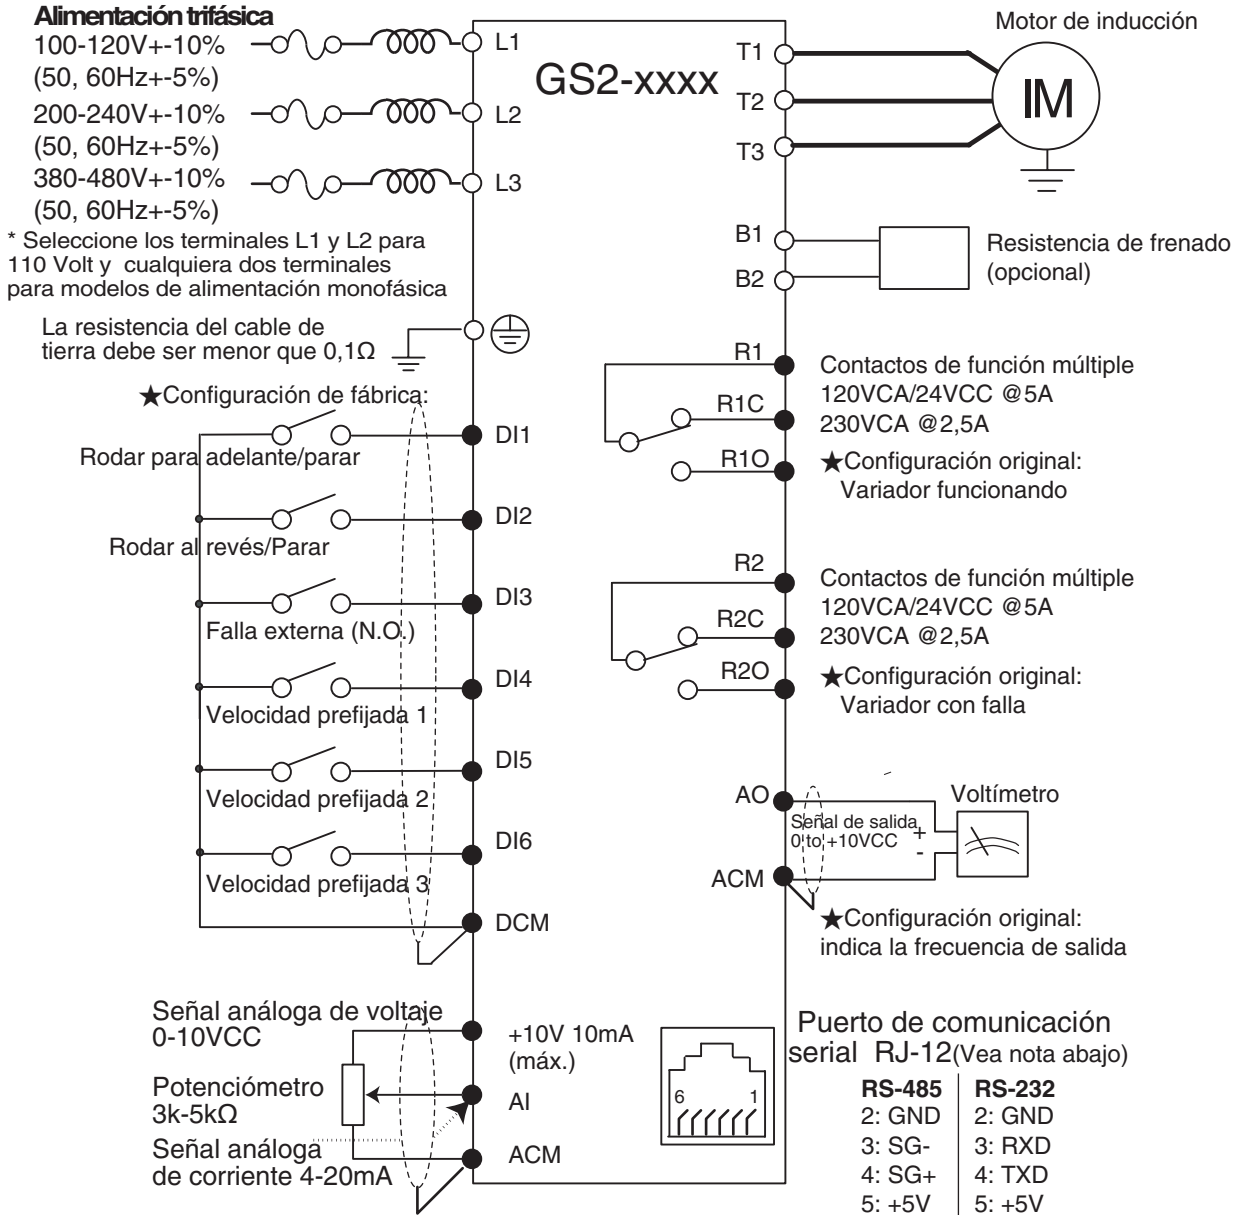 Alimentación trifásica
100-120V+-10%
(50, 60Hz+-5%)
200-240V+-10%
(50, 60Hz+-5%)
380-480V+-10%
(50, 60Hz+-5%)
* Seleccione los terminales L1 y L2 para
110 Volt y cualquiera dos terminales
para modelos de alimentación monofásica
La resistencia del cable de
tierra debe ser menor que 0,1Ω
★Configuración de fábrica:
Rodar para adelante/parar
Rodar al revés/Parar
Falla externa (N.O.)
Velocidad prefijada 1
Velocidad prefijada 2
Velocidad prefijada 3
Señal análoga de voltaje
0-10VCC
Potenciómetro
3k-5kΩ
Señal análoga
de corriente 4-20mA
L1
L2
L3
DI1
DI2
DI3
DI4
DI5
DI6
DCM
+10V 10mA
(máx.)
AI
ACM
GS2-xxxx
T1
T2
T3
B1
B2
R1
R1C
R1O
R2
R2C
R2O
AO
ACM
Motor de inducción
IM
Resistencia de frenado
(opcional)
Contactos de función múltiple
120VCA/24VCC @5A
230VCA @2,5A
★Configuración original:
Variador funcionando
Contactos de función múltiple
120VCA/24VCC @5A
230VCA @2,5A
★Configuración original:
Variador con falla
Voltímetro
Señal de salida
0 to +10VCC
+
-
★Configuración original:
indica la frecuencia de salida
6 1
Puerto de comunicación
serial RJ-12(Vea nota abajo)
RS-485 RS-232
2: GND 2: GND
3: SG- 3: RXD
4: SG+ 4: TXD
5: +5V 5: +5V